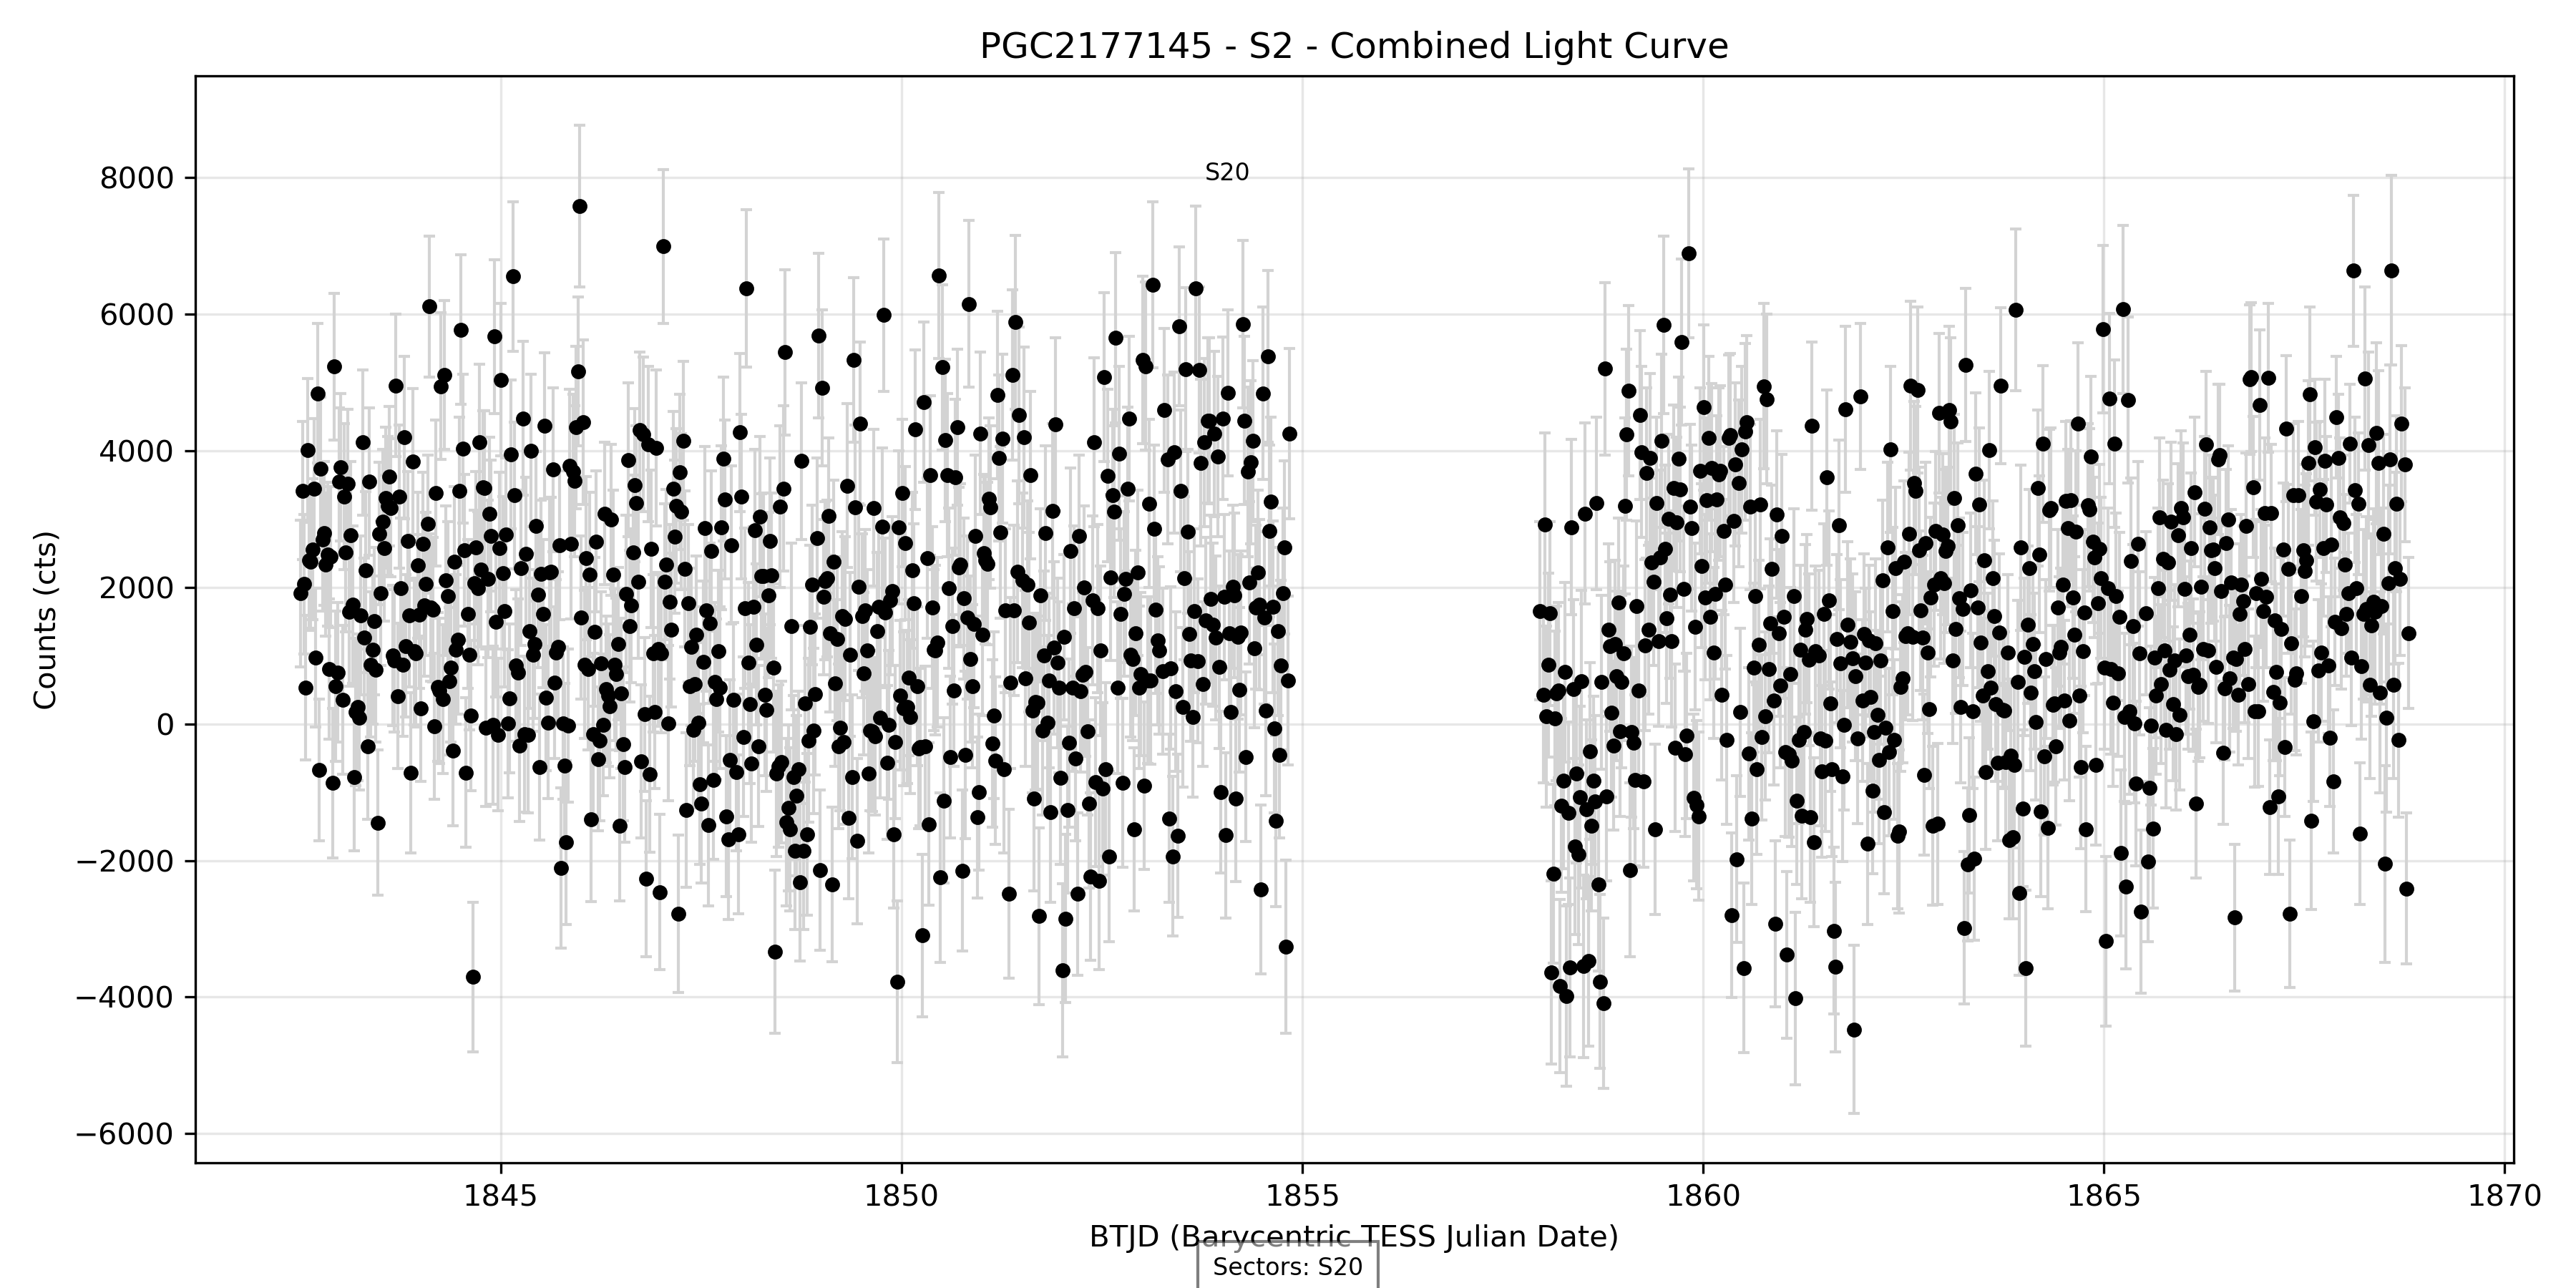 PGC2177145 - S2 - Combined Light Curve
S20
8000
6000
4000
2000
0
−2000
−4000
−6000
Counts (cts)
1845 1850 1855 1860 1865 1870
BTJD (Barycentric TESS Julian Date)
Sectors: S20